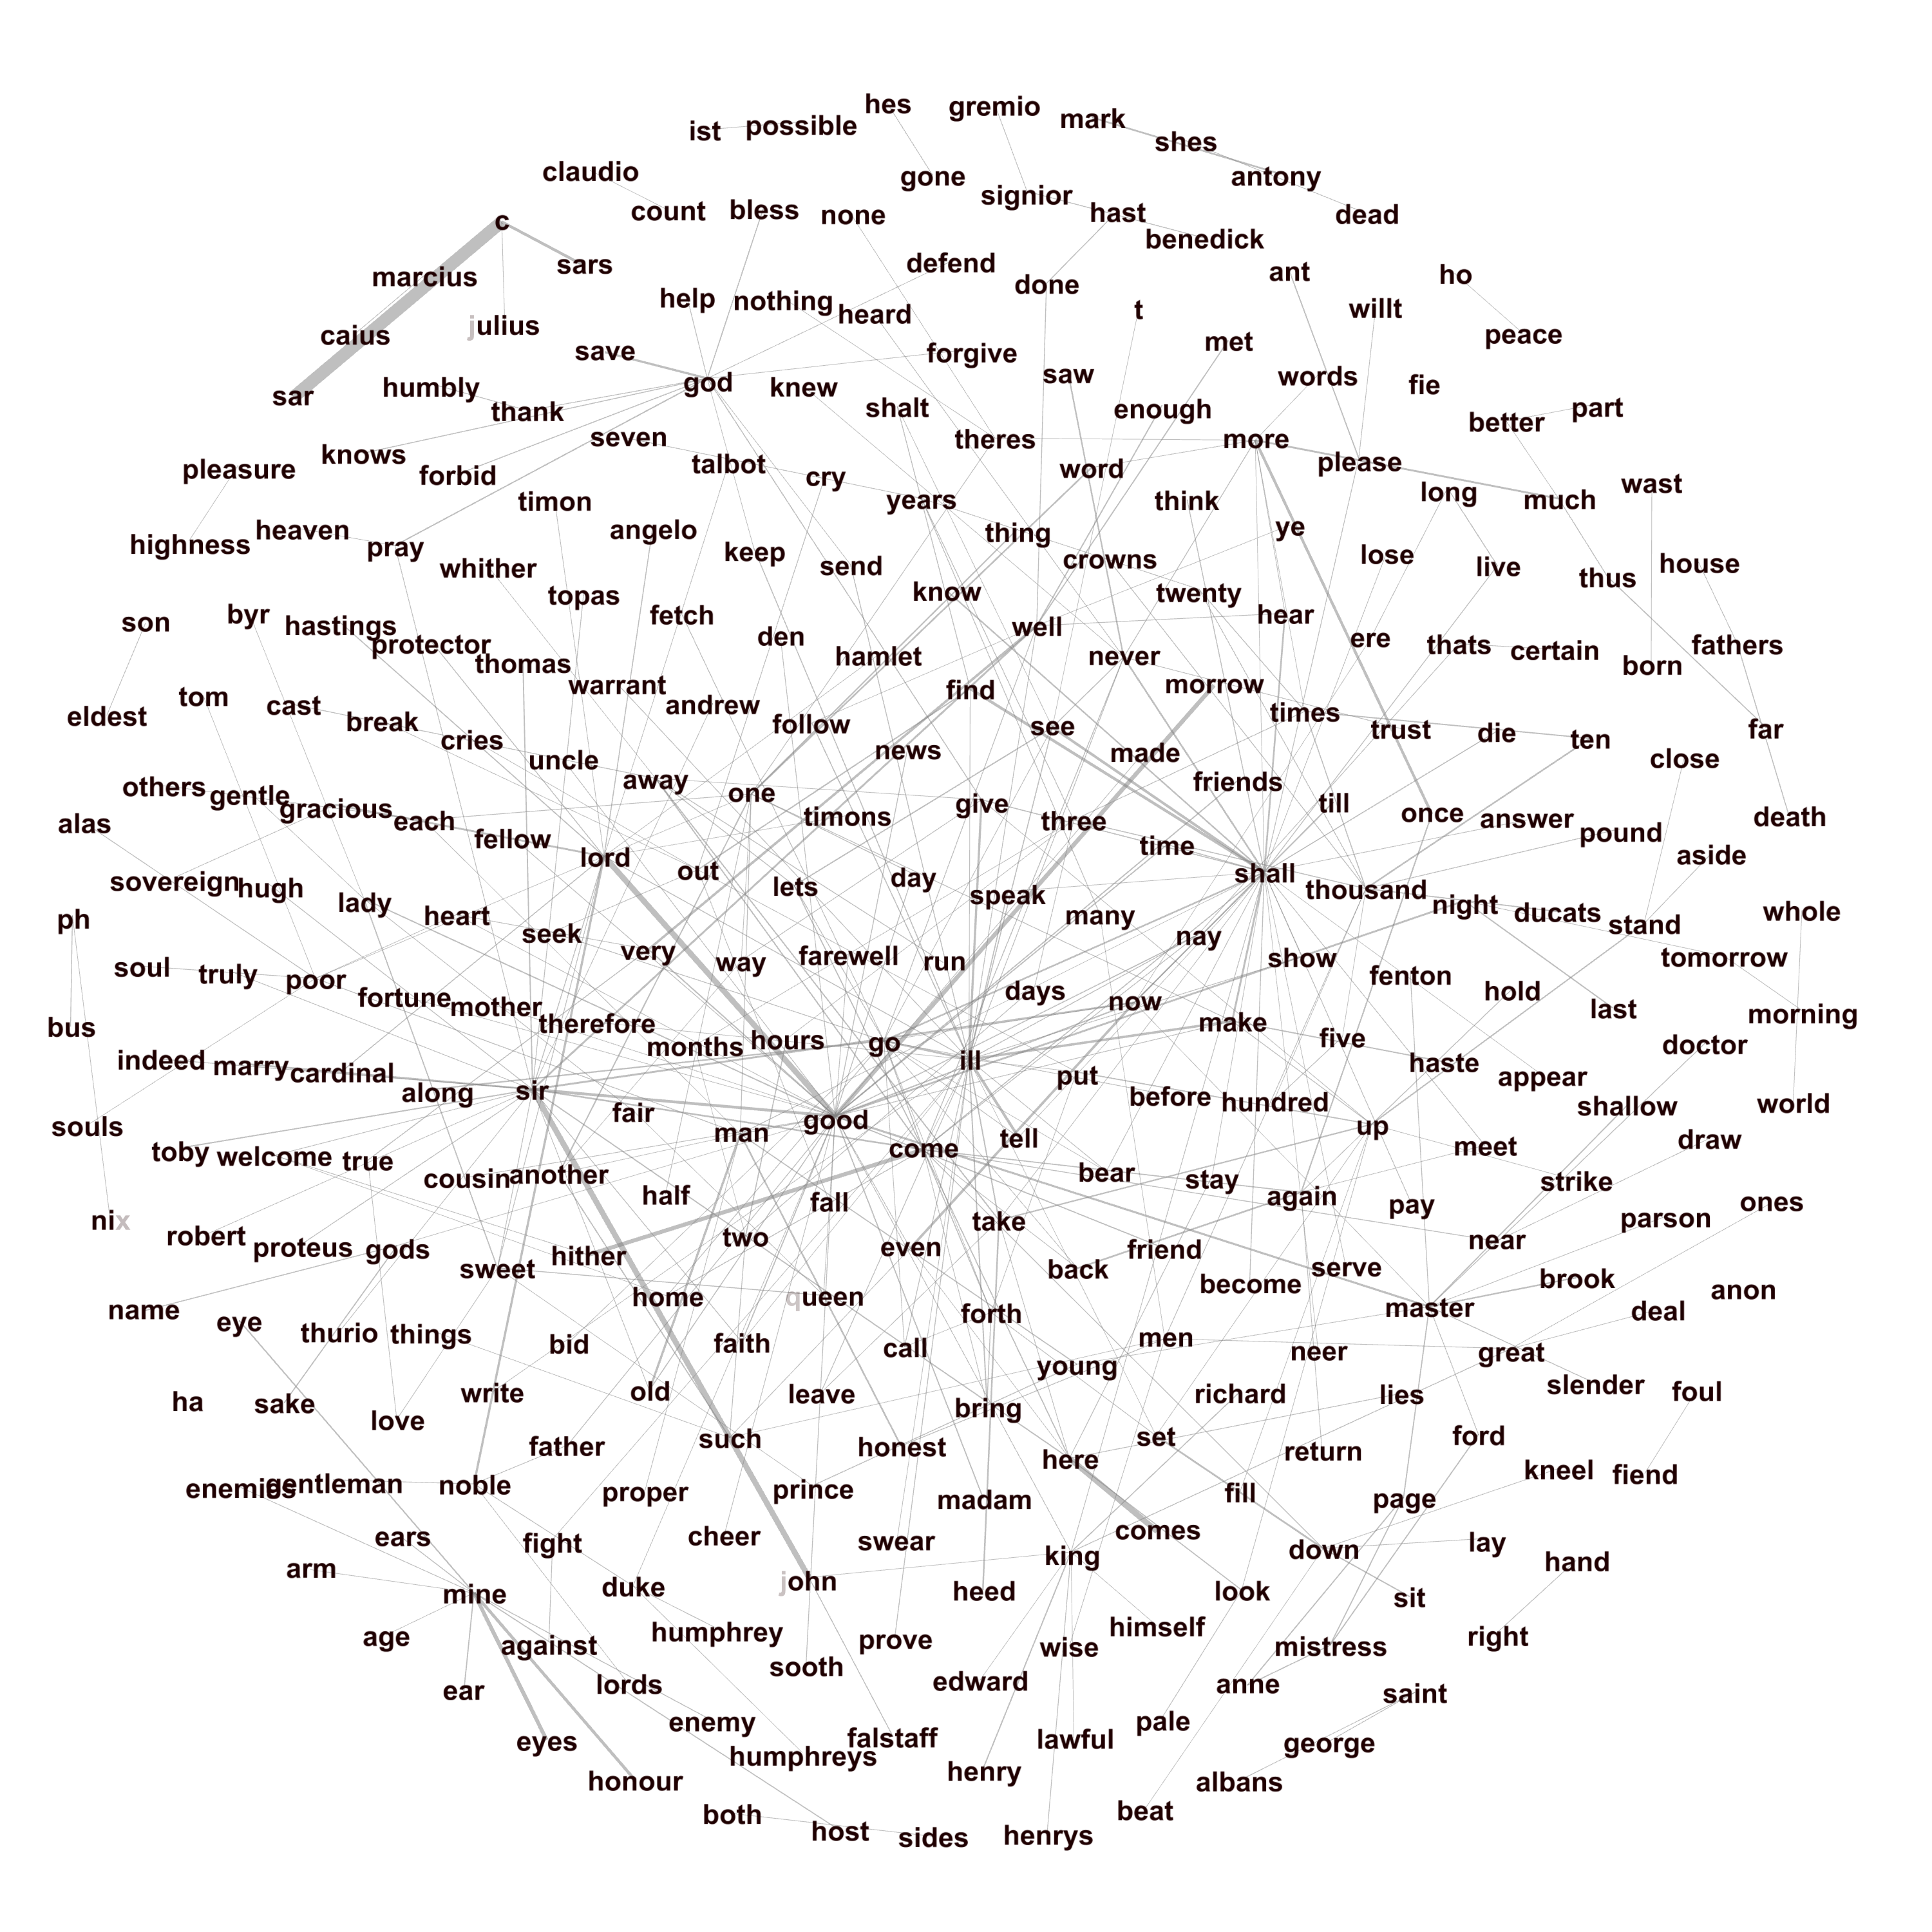 hes
gremio
mark
ist
possible
shes
claudio
gone
antony
count
bless
none
signior
hast
dead
c
benedick
sars
defend
ant
marcius
done
ho
help
nothing
heard
t
willt
caius
julius
peace
save
forgive
met
sar
humbly
god
knew
saw
words
fie
thank
shalt
enough
better
part
knows
seven
theres
more
pleasure
forbid
talbot
cry
word
please
wast
timon
years
think
long
much
highness
heaven
pray
angelo
keep
thing
ye
whither
send
crowns
lose
live
thus
house
byr
topas
fetch
know
twenty
son
hastings
protector
den
well
hear
ere
thats
certain
fathers
thomas
hamlet
never
born
tom
warrant
find
morrow
eldest
cast
break
andrew
follow
see
times
trust
die
ten
far
cries
news
made
close
others
gentle
uncle
away
one
friends
alas
gracious
each
timons
give
three
till
once
answer
pound
death
fellow
lord
time
aside
sovereign
hugh
out
lets
day
shall
thousand
ph
lady
heart
speak
many
night
ducats
stand
whole
seek
nay
soul
truly
poor
very
way
farewell
run
show
fenton
tomorrow
fortune
mother
days
now
hold
last
morning
bus
therefore
months
hours
go
make
five
doctor
indeed
marry
cardinal
ill
haste
along
sir
put
before
hundred
appear
shallow
world
souls
fair
man
good
come
tell
up
draw
toby
welcome
true
cousin
another
bear
stay
meet
strike
nix
half
fall
again
pay
parson
ones
robert
proteus
gods
hither
two
even
take
friend
near
name
sweet
back
become
serve
brook
anon
eye
home
queen
forth
master
deal
thurio
things
bid
faith
call
men
neer
great
ha
sake
write
old
leave
young
richard
lies
slender
foul
love
bring
father
such
honest
set
return
ford
enemies
gentleman
noble
proper
prince
madam
here
fill
page
kneel
fiend
ears
fight
cheer
swear
comes
king
down
lay
hand
arm
mine
duke
john
heed
look
sit
age
against
humphrey
prove
wise
himself
mistress
right
ear
lords
sooth
edward
anne
saint
eyes
enemy
falstaff
lawful
pale
george
honour
humphreys
henry
albans
both
host
sides
henrys
beat